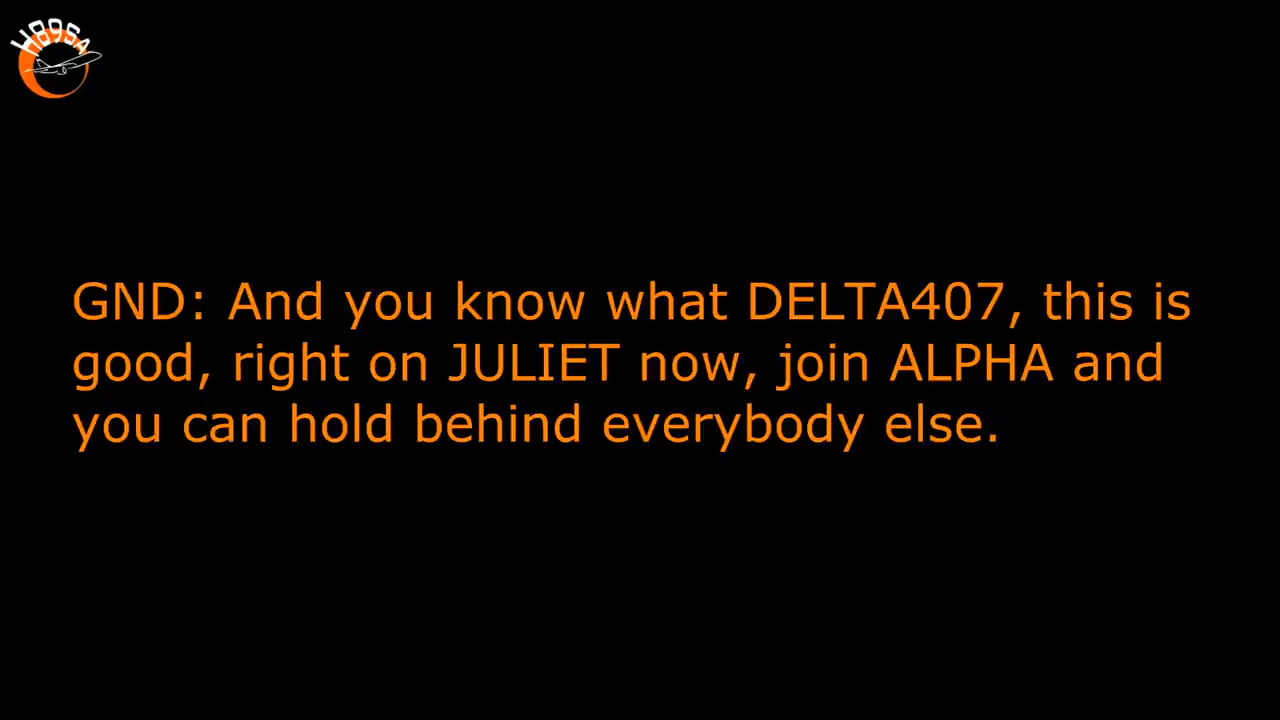 H89SA
GND: And you know what DELTA407, this is
good, right on JULIET now, join ALPHA and
you can hold behind everybody else.